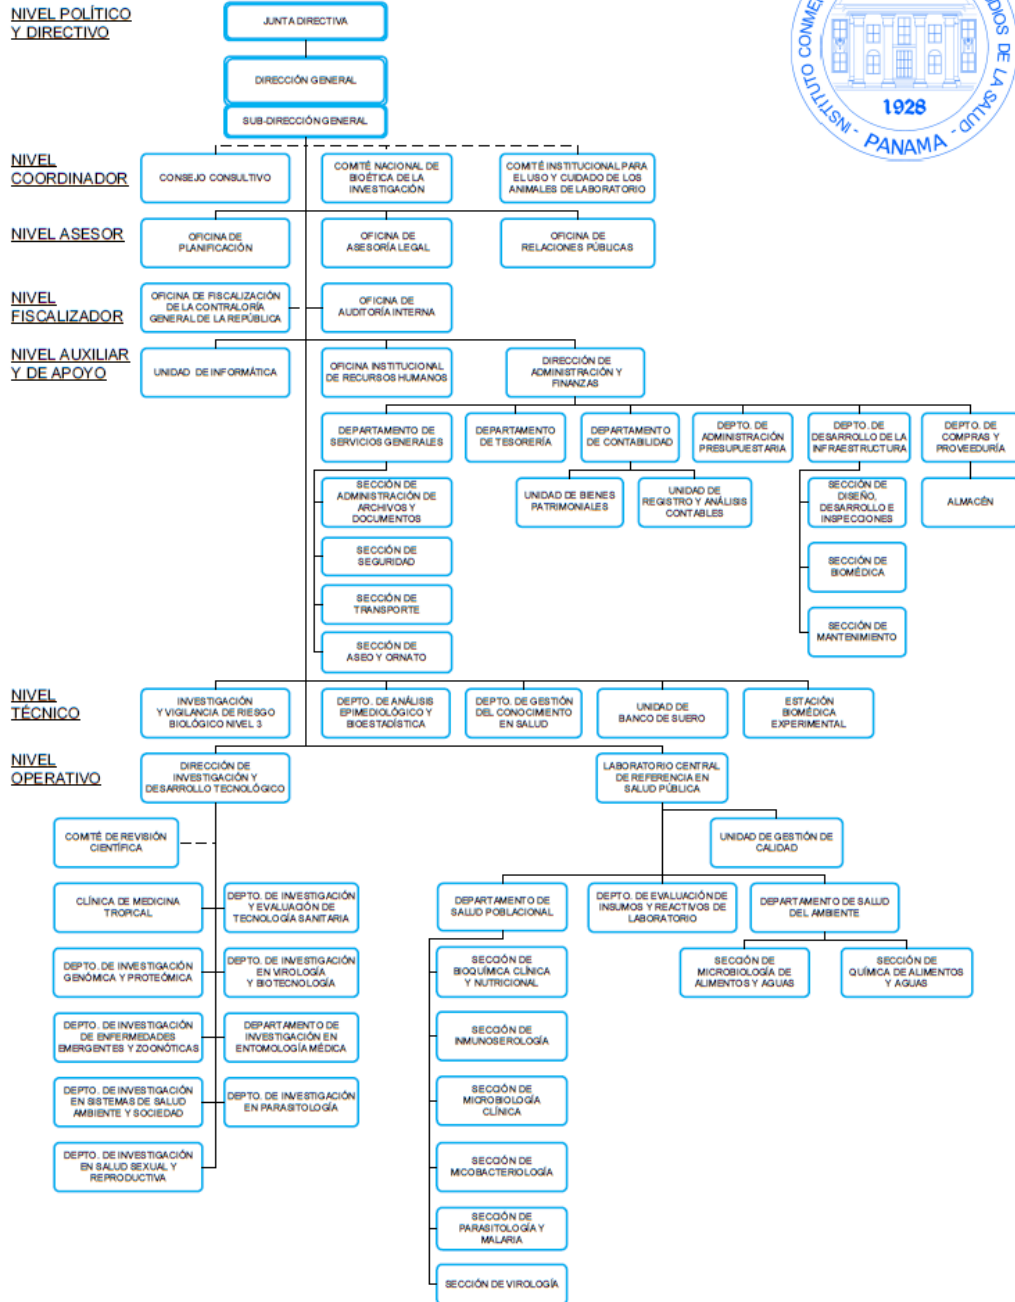 NIVEL POLÍTICO
Y DIRECTIVO
JUNTA DIRECTIVA
DIRECCIÓN GENERAL
SUB-DIRECCIÓN GENERAL
INSTITUTO CONMEN
DIOS DE LA SALUD
1928
- PANAMA -
NIVEL
COORDINADOR
CONSEJO CONSULTIVO
COMITÉ NACIONAL DE
BIOÉTICA DE LA
INVESTIGACIÓN
COMITÉ INSTITUCIONAL PARA
EL USO Y CUIDADO DE LOS
ANIMALES DE LABORATORIO
NIVEL ASESOR
OFICINA DE
PLANIFICACIÓN
OFICINA DE
ASESORÍA LEGAL
OFICINA DE
RELACIONES PÚBLICAS
NIVEL
FISCALIZADOR
OFICINA DE FISCALIZACIÓN
DE LA CONTRALORÍA
GENERAL DE LA REPÚBLICA
OFICINA DE
AUDITORÍA INTERNA
NIVEL AUXILIAR
Y DE APOYO
UNIDAD DE INFORMÁTICA
OFICINA INSTITUCIONAL
DE RECURSOS HUMANOS
DIRECCIÓN DE
ADMINISTRACIÓN Y
FINANZAS
DEPARTAMENTO DE
SERVICIOS GENERALES
DEPARTAMENTO
DE TESORERÍA
DEPARTAMENTO
DE CONTABILIDAD
DEPTO. DE
ADMINISTRACIÓN
PRESUPUESTARIA
DEPTO. DE
DESARROLLO DE LA
INFRAESTRUCTURA
DEPTO. DE
COMPRAS Y
PROVEEDURÍA
SECCIÓN DE
ADMINISTRACIÓN DE
ARCHIVOS Y
DOCUMENTOS
UNIDAD DE BIENES
PATRIMONIALES
UNIDAD DE
REGISTRO Y ANÁLISIS
CONTABLES
SECCIÓN DE
DISEÑO,
DESARROLLO E
INSPECCIONES
ALMACÉN
SECCIÓN DE
SEGURIDAD
SECCIÓN DE
BIOMÉDICA
SECCIÓN DE
TRANSPORTE
SECCIÓN DE
MANTENIMIENTO
SECCIÓN DE
ASEO Y ORNATO
NIVEL
TÉCNICO
INVESTIGACIÓN
Y VIGILANCIA DE RIESGO
BIOLÓGICO NIVEL 3
DEPTO. DE ANÁLISIS
EPIMEDIOLÓGICO Y
BIOESTADÍSTICA
DEPTO. DE GESTIÓN
DEL CONOCIMIENTO
EN SALUD
UNIDAD DE
BANCO DE SUERO
ESTACIÓN
BIOMÉDICA
EXPERIMENTAL
NIVEL
OPERATIVO
DIRECCIÓN DE
INVESTIGACIÓN Y
DESARROLLO TECNOLÓGICO
LABORATORIO CENTRAL
DE REFERENCIA EN
SALUD PÚBLICA
COMITÉ DE REVISIÓN
CIENTÍFICA
UNIDAD DE GESTIÓN DE
CALIDAD
CLÍNICA DE MEDICINA
TROPICAL
DEPTO. DE INVESTIGACIÓN
Y EVALUACIÓN DE
TECNOLOGÍA SANITARIA
DEPARTAMENTO DE
SALUD POBLACIONAL
DEPTO. DE EVALUACIÓN DE
INSUMOS Y REACTIVOS DE
LABORATORIO
DEPARTAMENTO DE SALUD
DEL AMBIENTE
DEPTO. DE INVESTIGACIÓN
GENÓMICA Y PROTEÓMICA
DEPTO. DE INVESTIGACIÓN
EN VIROLOGÍA
Y BIOTECNOLOGÍA
SECCIÓN DE
BIOQUÍMICA CLÍNICA
Y NUTRICIONAL
SECCIÓN DE
MICROBIOLOGÍA DE
ALIMENTOS Y AGUAS
SECCIÓN DE
QUÍMICA DE ALIMENTOS
Y AGUAS
DEPTO. DE INVESTIGACIÓN
DE ENFERMEDADES
EMERGENTES Y ZOONÓTICAS
DEPARTAMENTO DE
INVESTIGACIÓN EN
ENTOMOLOGÍA MÉDICA
SECCIÓN DE
INMUNOSEROLOGÍA
DEPTO. DE INVESTIGACIÓN
EN SISTEMAS DE SALUD
AMBIENTE Y SOCIEDAD
DEPTO. DE INVESTIGACIÓN
EN PARASITOLOGÍA
SECCIÓN DE
MICROBIOLOGÍA
CLÍNICA
DEPTO. DE INVESTIGACIÓN
EN SALUD SEXUAL Y
REPRODUCTIVA
SECCIÓN DE
MICOBACTERIOLOGÍA
SECCIÓN DE
PARASITOLOGÍA Y
MALARIA
SECCIÓN DE VIROLOGÍA